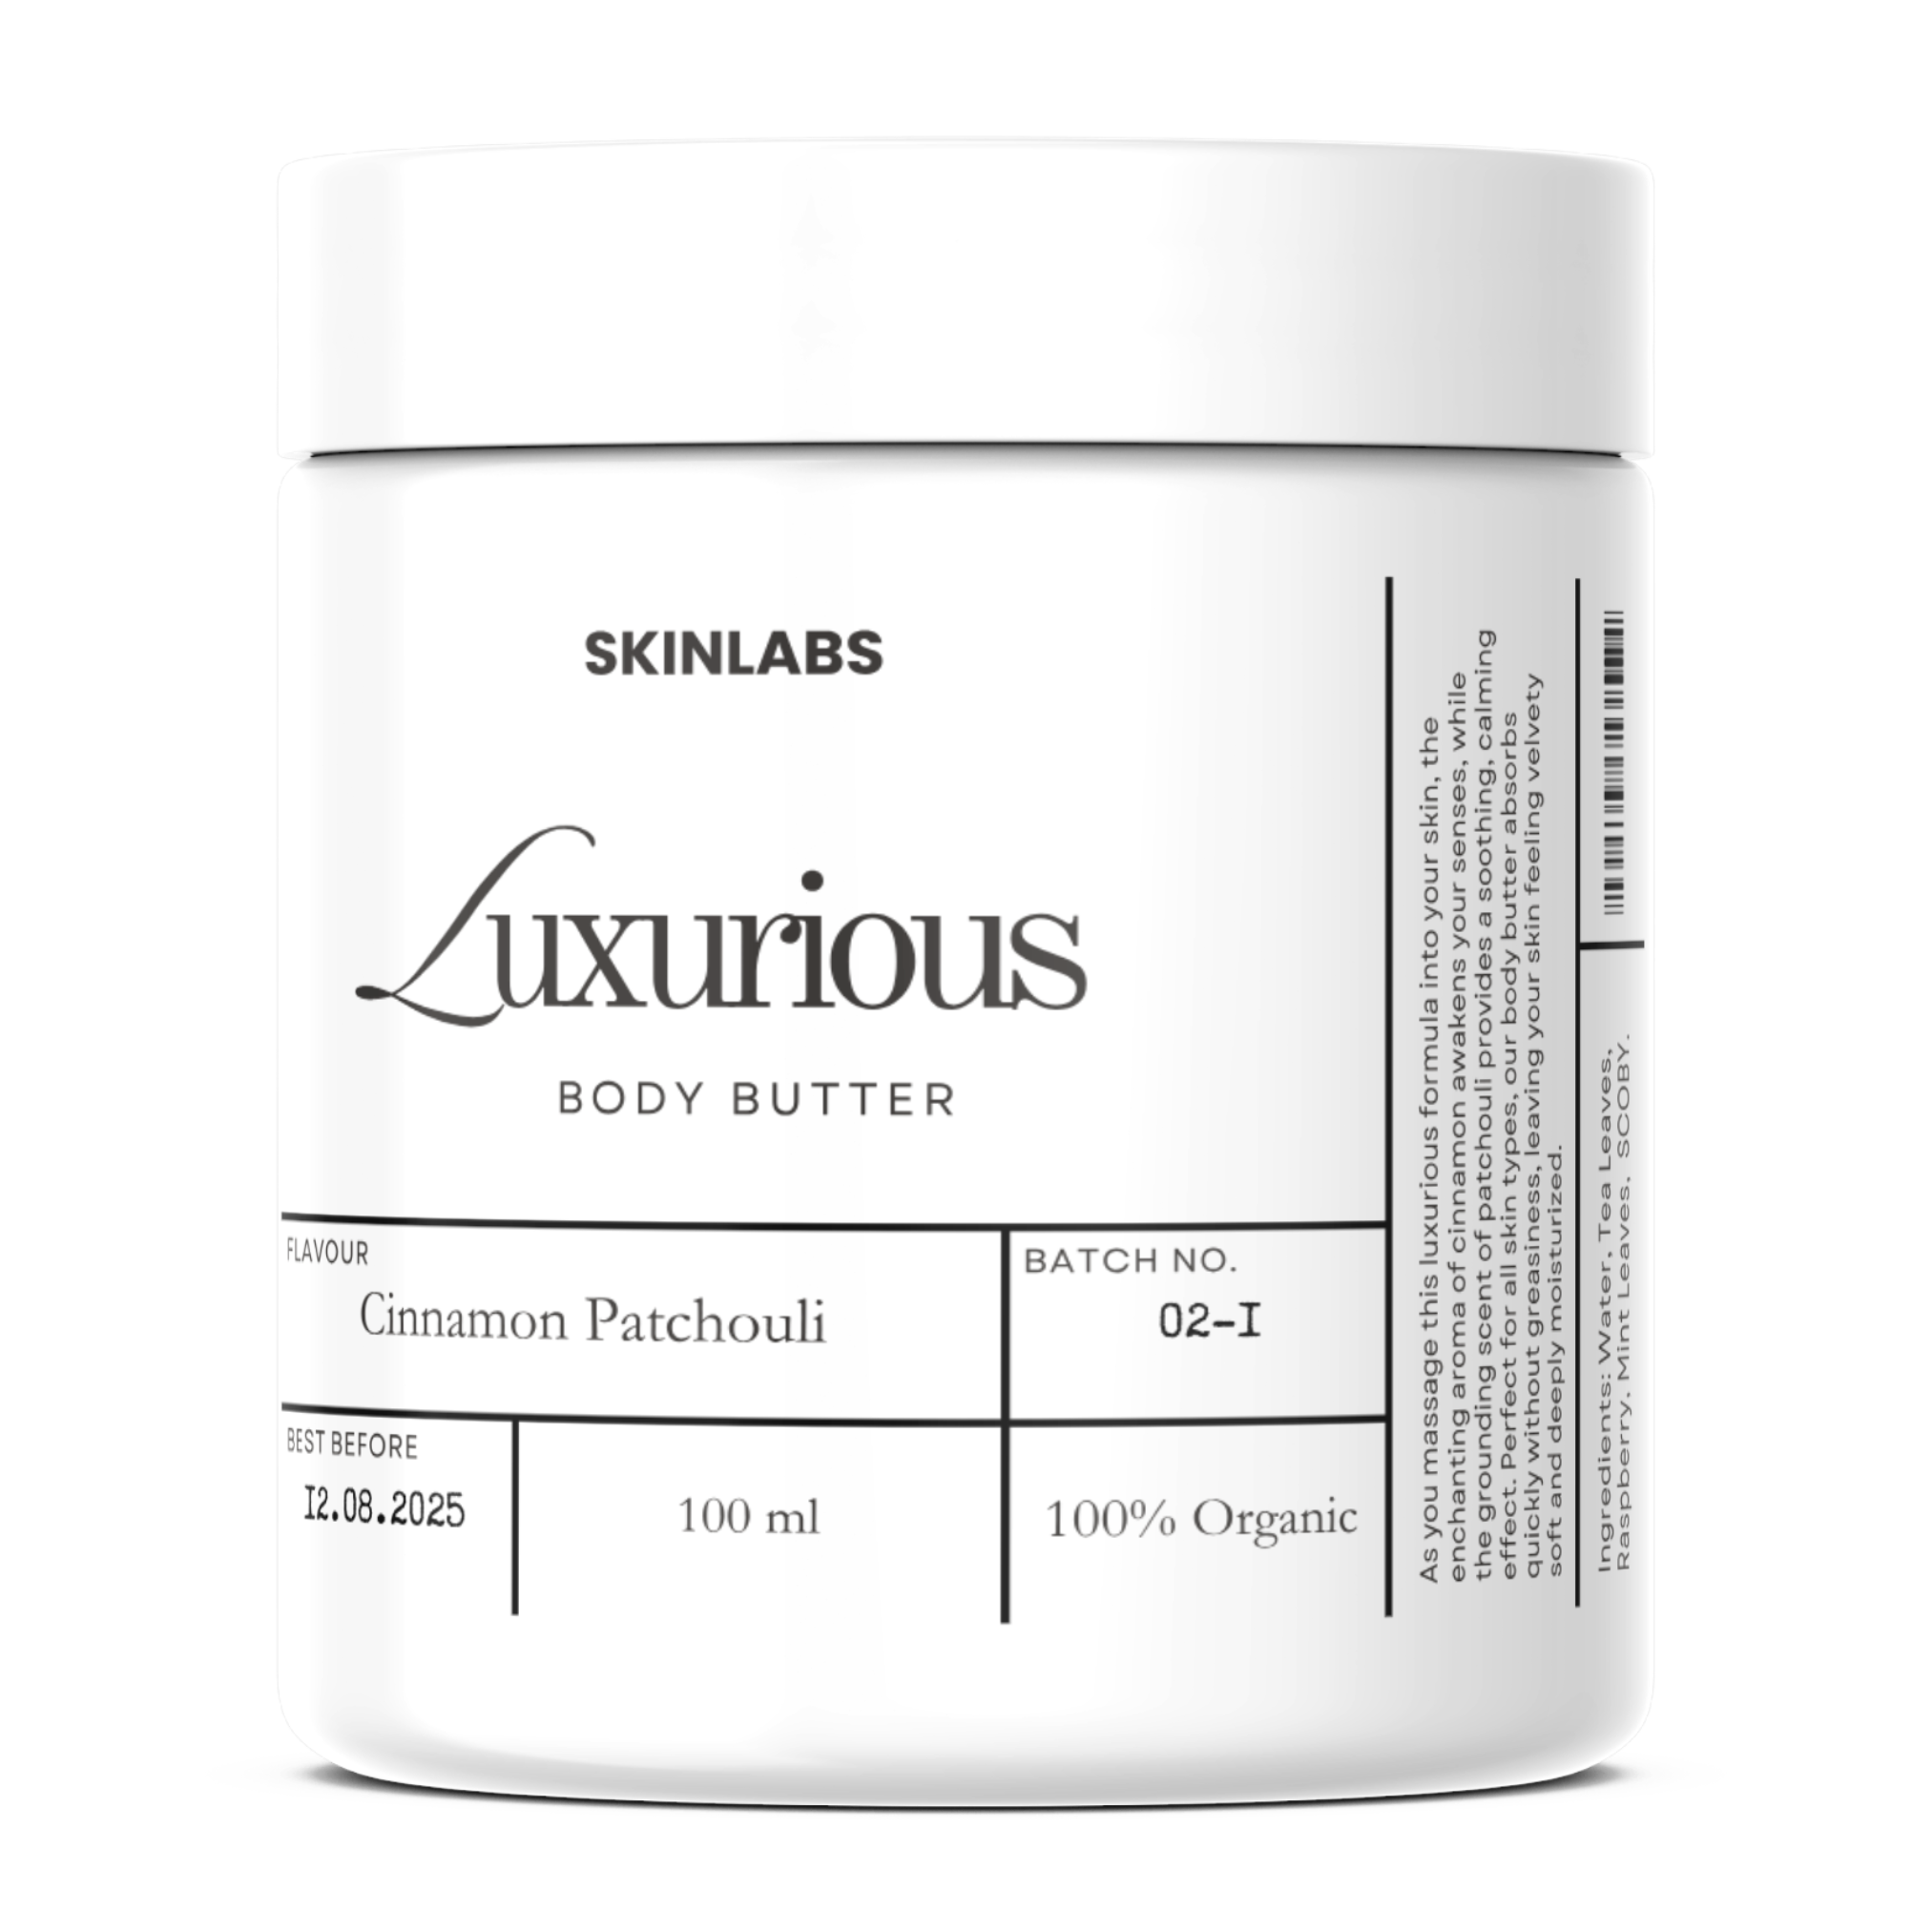 SKINLABS
Luxurious
BODY BUTTER
FLAVOUR
Cinnamon Patchouli
BATCH NO.
02-I
BEST BEFORE
I2.08.2025
100 ml
100% Organic
As you massage this luxurious formula into your skin, the
enchanting aroma of cinnamon awakens your senses, while
the grounding scent of patchouli provides a soothing, calming
effect. Perfect for all skin types, our body butter absorbs
quickly without greasiness, leaving your skin feeling velvety
soft and deeply moisturized.
Ingredients: Water, Tea Leaves,
Raspberry, Mint Leaves, SCOBY.